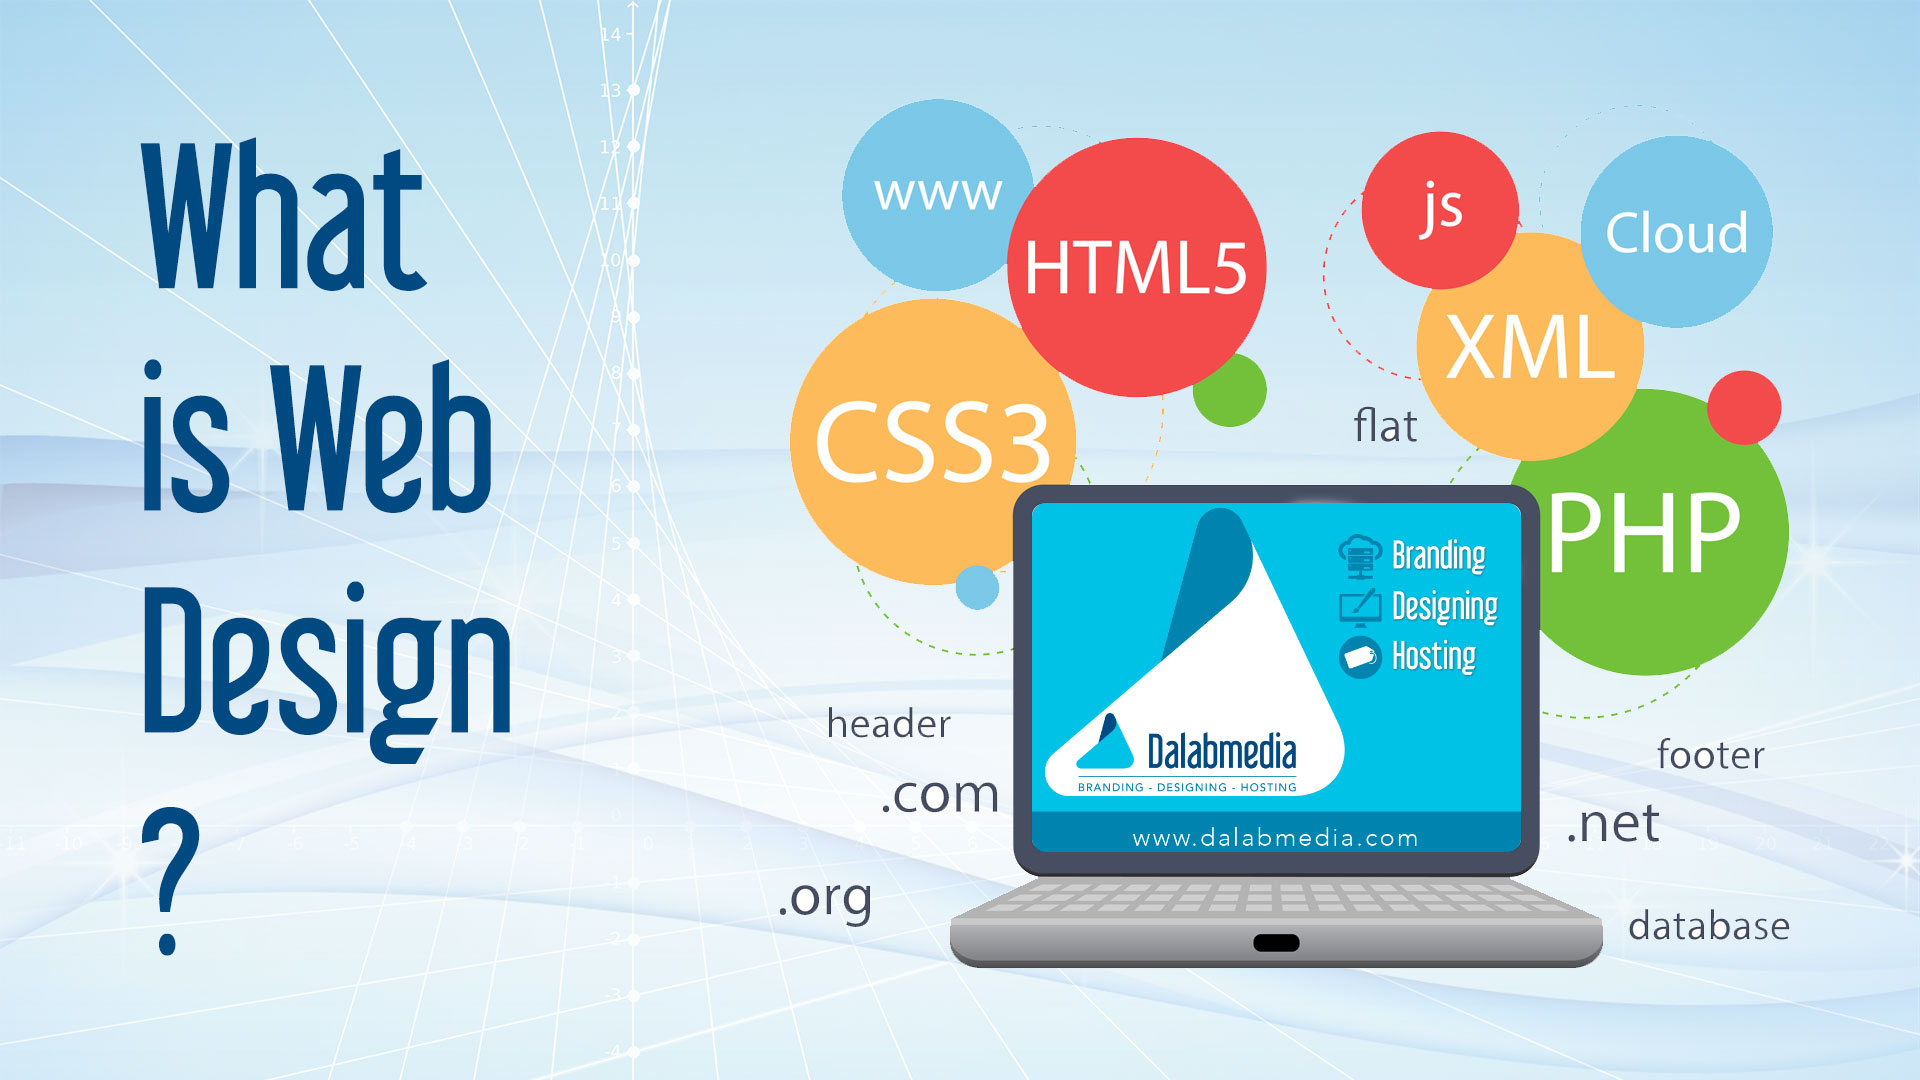 What
is Web
Design
?
www
HTML5
CSS3
js
Cloud
XML
flat
PHP
Branding
Designing
Hosting
Dalabmedia
BRANDING - DESIGNING - HOSTING
www.dalabmedia.com
header
.com
.org
footer
.net
database